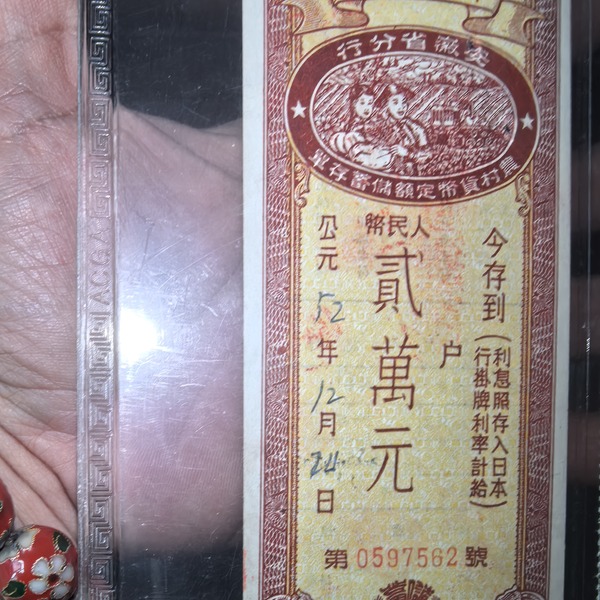 安徽省分行
農村貨幣定額儲蓄存單
今存到(利息照存入日本
行掛牌利率計給)
户
人民幣
貳萬元
公元52年12月24日
第0597562號
ACGA